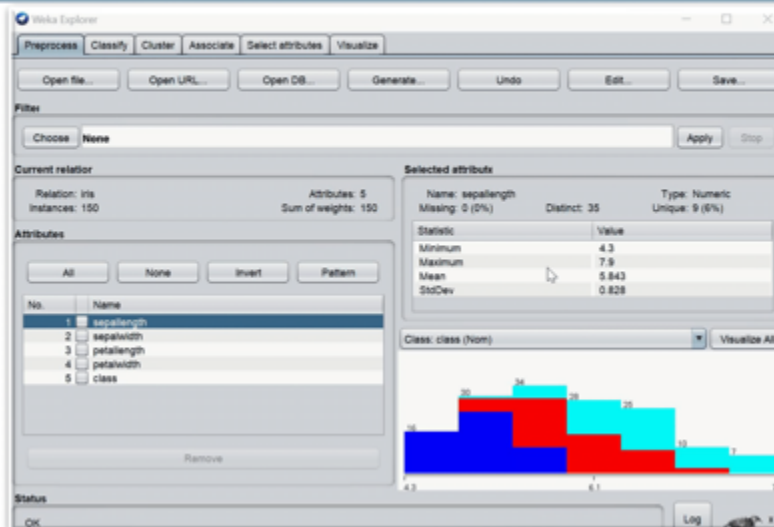 Weka Explorer
Preprocess Classify Cluster Associate Select attributes Visualize
Open file... Open URL... Open DB... Generate... Undo Edit... Save...
Filter
Choose None Apply Stop
Current relation Selected attribute
Relation: iris Attributes: 5 Name: sepallength Type: Numeric
Instances: 150 Sum of weights: 150 Missing: 0 (0%) Distinct: 35 Unique: 9 (6%)
Attributes
Statistic Value
Minimum 4.3
Maximum 7.9
Mean 5.843
StdDev 0.828
All None Invert Pattern
No. Name
1 sepallength
2 sepalwidth
3 petallength
4 petalwidth
5 class
Class: class (Nom) Visualize All
16 30 34 28 25 10 7
4.3 6.1
Remove
Status
OK Log